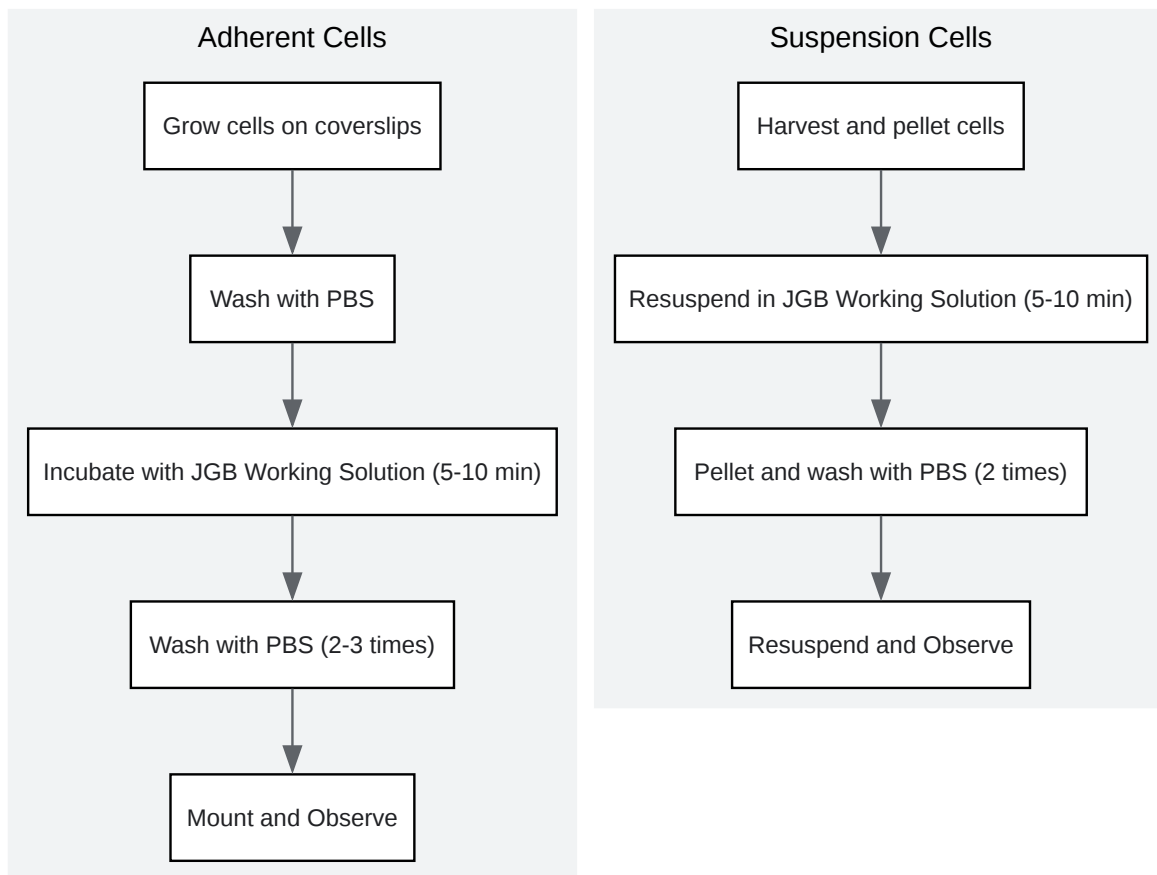 Adherent Cells
Grow cells on coverslips
Wash with PBS
Incubate with JGB Working Solution (5-10 min)
Wash with PBS (2-3 times)
Mount and Observe
Suspension Cells
Harvest and pellet cells
Resuspend in JGB Working Solution (5-10 min)
Pellet and wash with PBS (2 times)
Resuspend and Observe